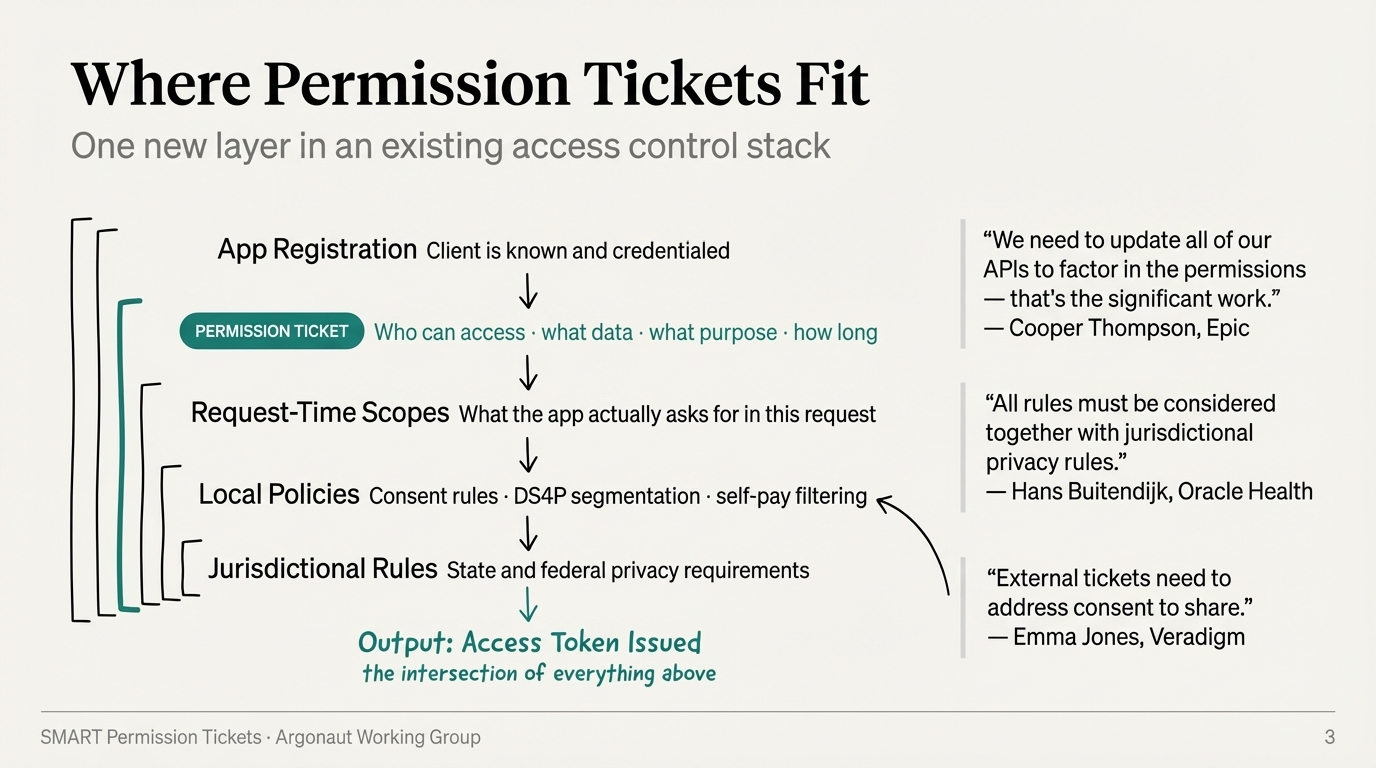 Where Permission Tickets Fit
One new layer in an existing access control stack
App Registration Client is known and credentialed
PERMISSION TICKET Who can access · what data · what purpose · how long
Request-Time Scopes What the app actually asks for in this request
Local Policies Consent rules · DS4P segmentation · self-pay filtering
Jurisdictional Rules State and federal privacy requirements
Output: Access Token Issued
the intersection of everything above
“We need to update all of our
APIs to factor in the permissions
— that's the significant work.”
— Cooper Thompson, Epic
“All rules must be considered
together with jurisdictional
privacy rules.”
— Hans Buitendijk, Oracle Health
“External tickets need to
address consent to share.”
— Emma Jones, Veradigm
SMART Permission Tickets · Argonaut Working Group
3